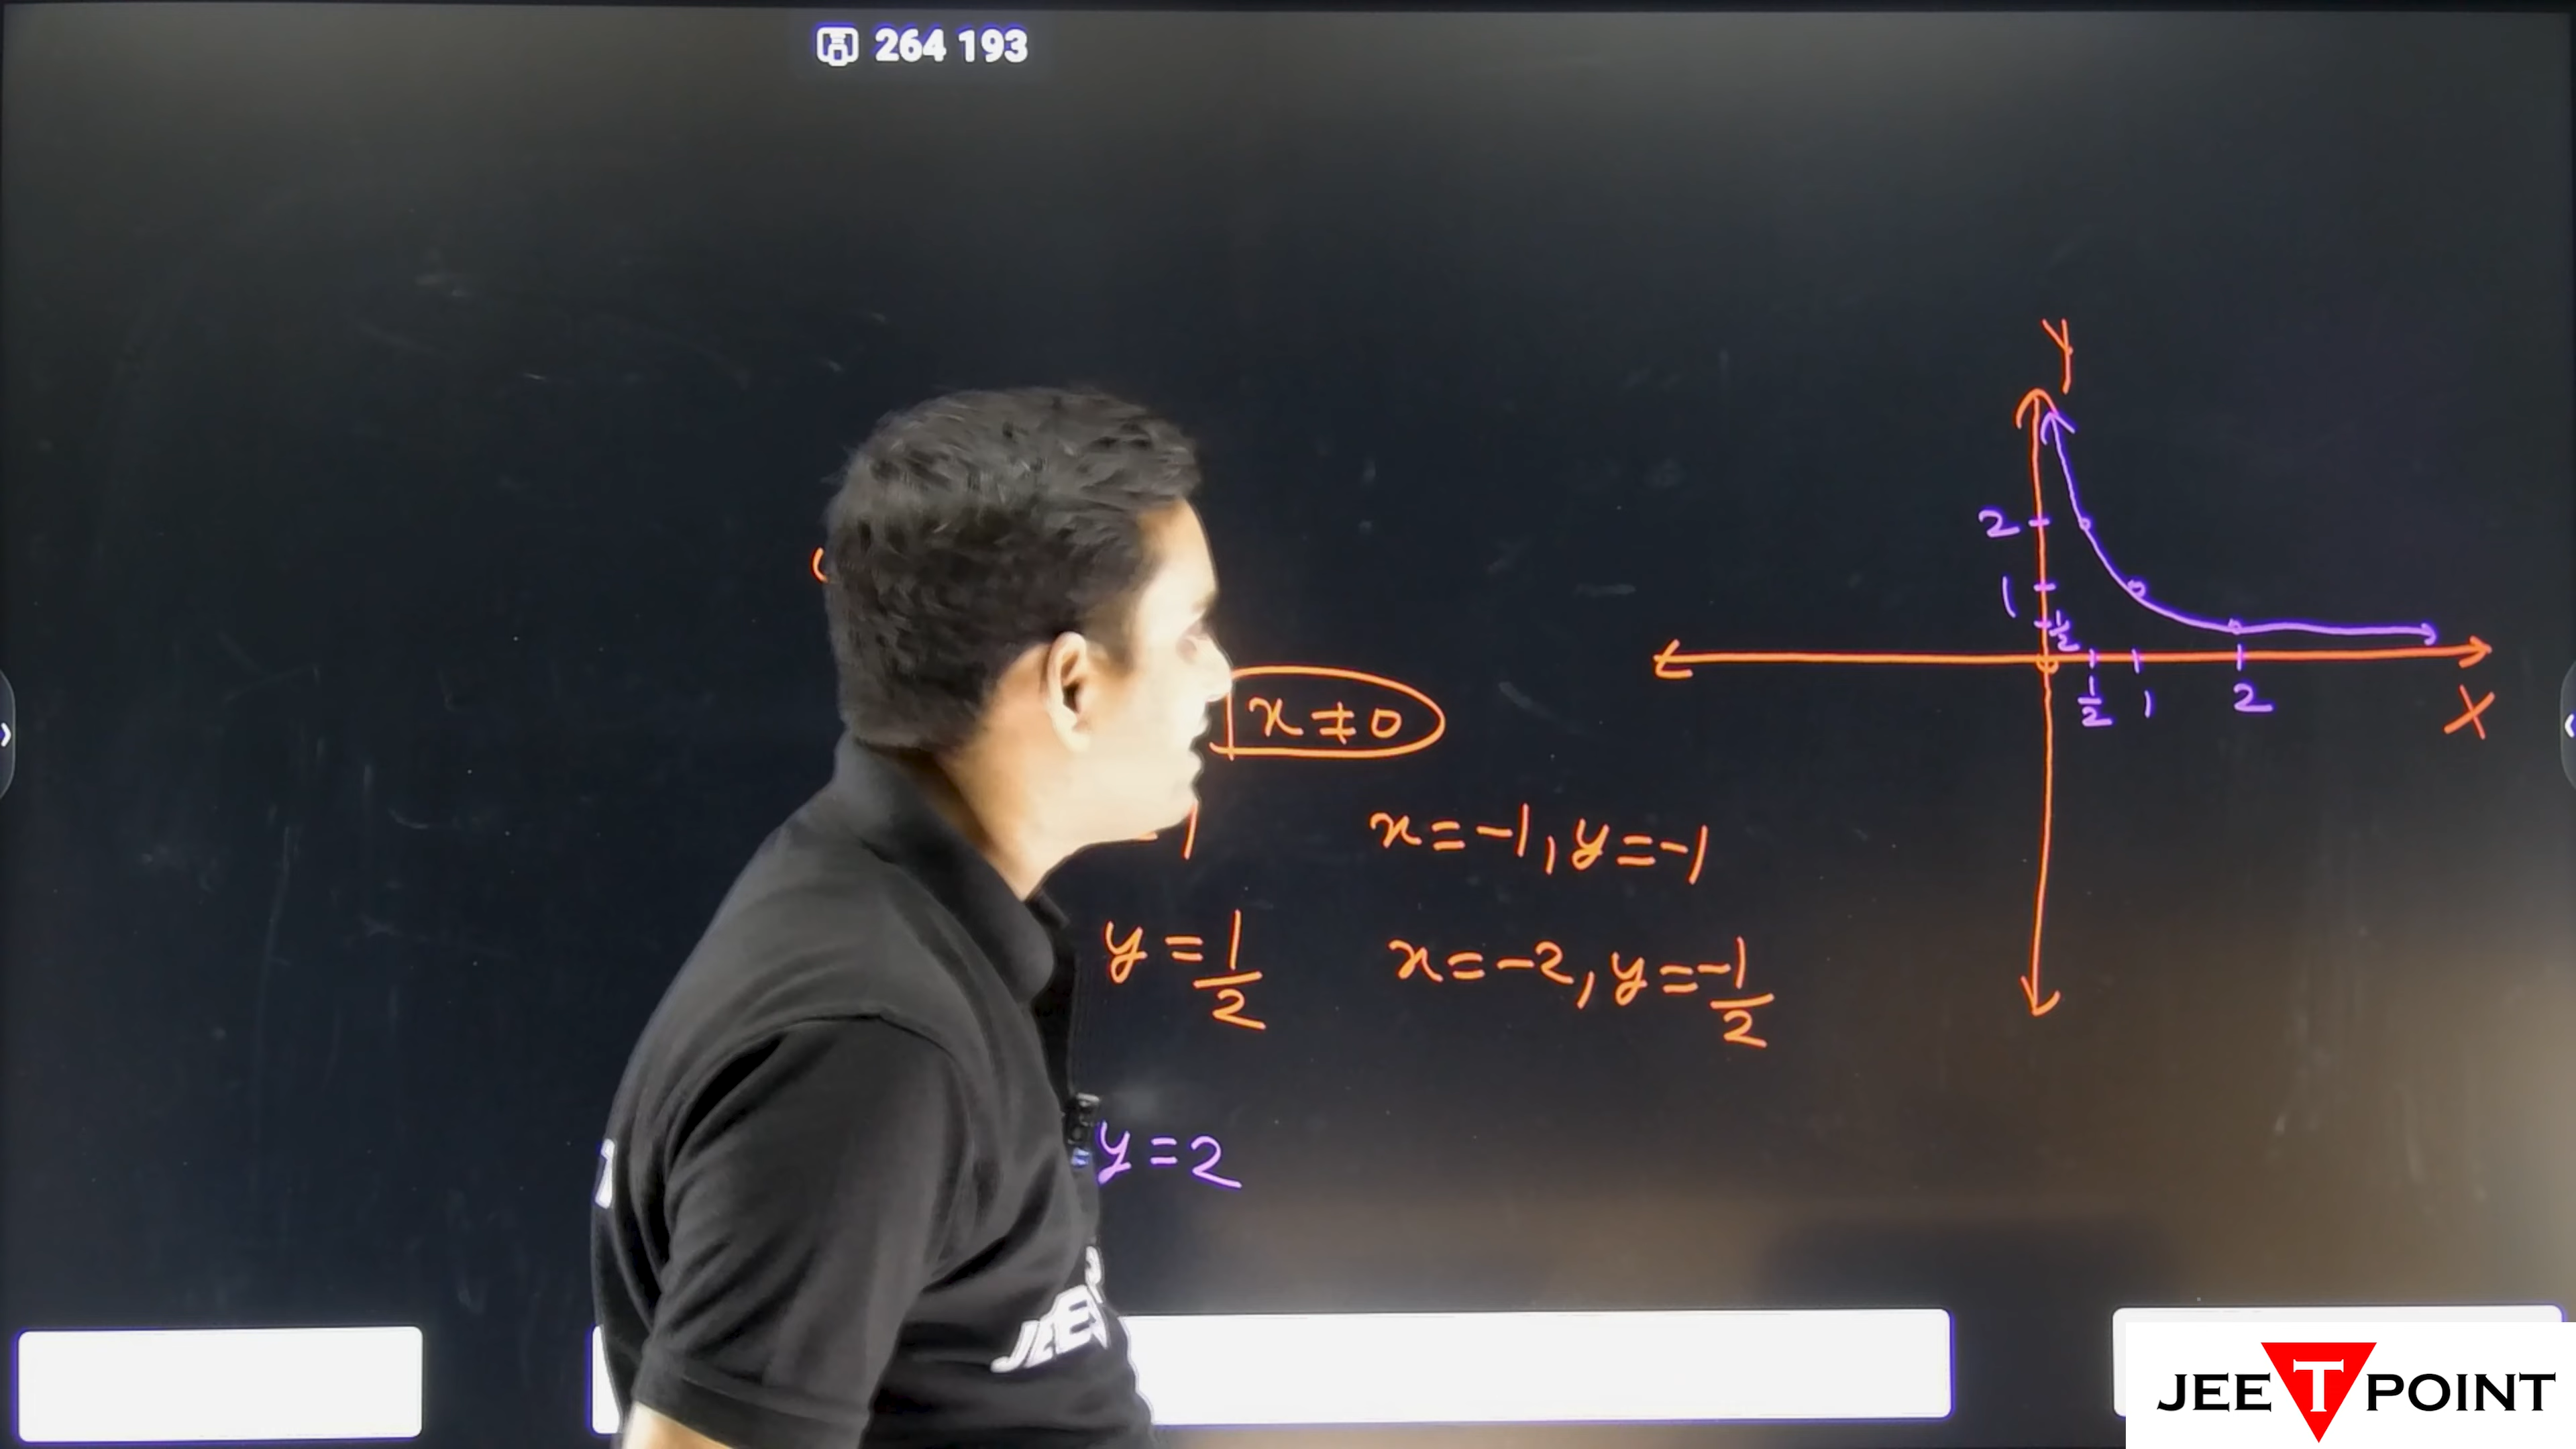 264 193
Y
2
1
1/2
1/2 1 2
X
x ≠ 0
x = -1, y = -1
y = 1/2
x = -2, y = -1/2
y = 2
JEE
JEE T POINT